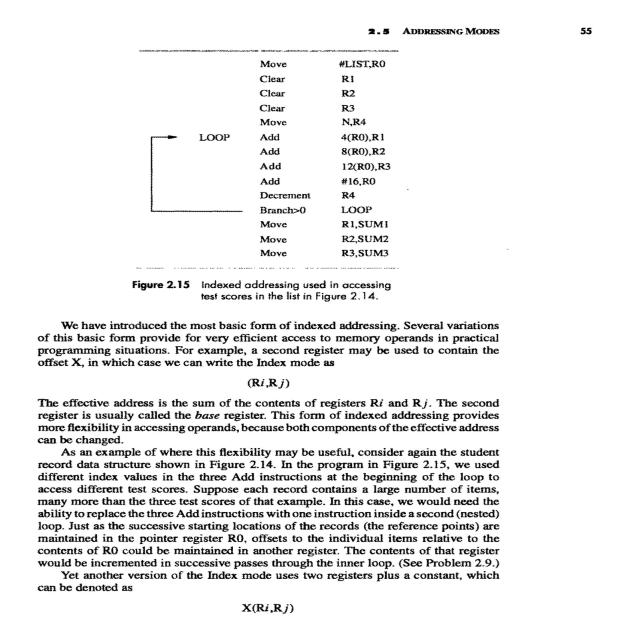 2.5 ADDRESSING MODES 55
Move #LIST,R0
Clear R1
Clear R2
Clear R3
Move N,R4
LOOP Add 4(R0),R1
Add 8(R0),R2
Add 12(R0),R3
Add #16,R0
Decrement R4
Branch>0 LOOP
Move R1,SUM1
Move R2,SUM2
Move R3,SUM3
Figure 2.15 Indexed addressing used in accessing
test scores in the list in Figure 2.14.
We have introduced the most basic form of indexed addressing. Several variations
of this basic form provide for very efficient access to memory operands in practical
programming situations. For example, a second register may be used to contain the
offset X, in which case we can write the Index mode as
(Ri,Rj)
The effective address is the sum of the contents of registers Ri and Rj. The second
register is usually called the base register. This form of indexed addressing provides
more flexibility in accessing operands, because both components of the effective address
can be changed.
As an example of where this flexibility may be useful, consider again the student
record data structure shown in Figure 2.14. In the program in Figure 2.15, we used
different index values in the three Add instructions at the beginning of the loop to
access different test scores. Suppose each record contains a large number of items,
many more than the three test scores of that example. In this case, we would need the
ability to replace the three Add instructions with one instruction inside a second (nested)
loop. Just as the successive starting locations of the records (the reference points) are
maintained in the pointer register R0, offsets to the individual items relative to the
contents of R0 could be maintained in another register. The contents of that register
would be incremented in successive passes through the inner loop. (See Problem 2.9.)
Yet another version of the Index mode uses two registers plus a constant, which
can be denoted as
X(Ri,Rj)